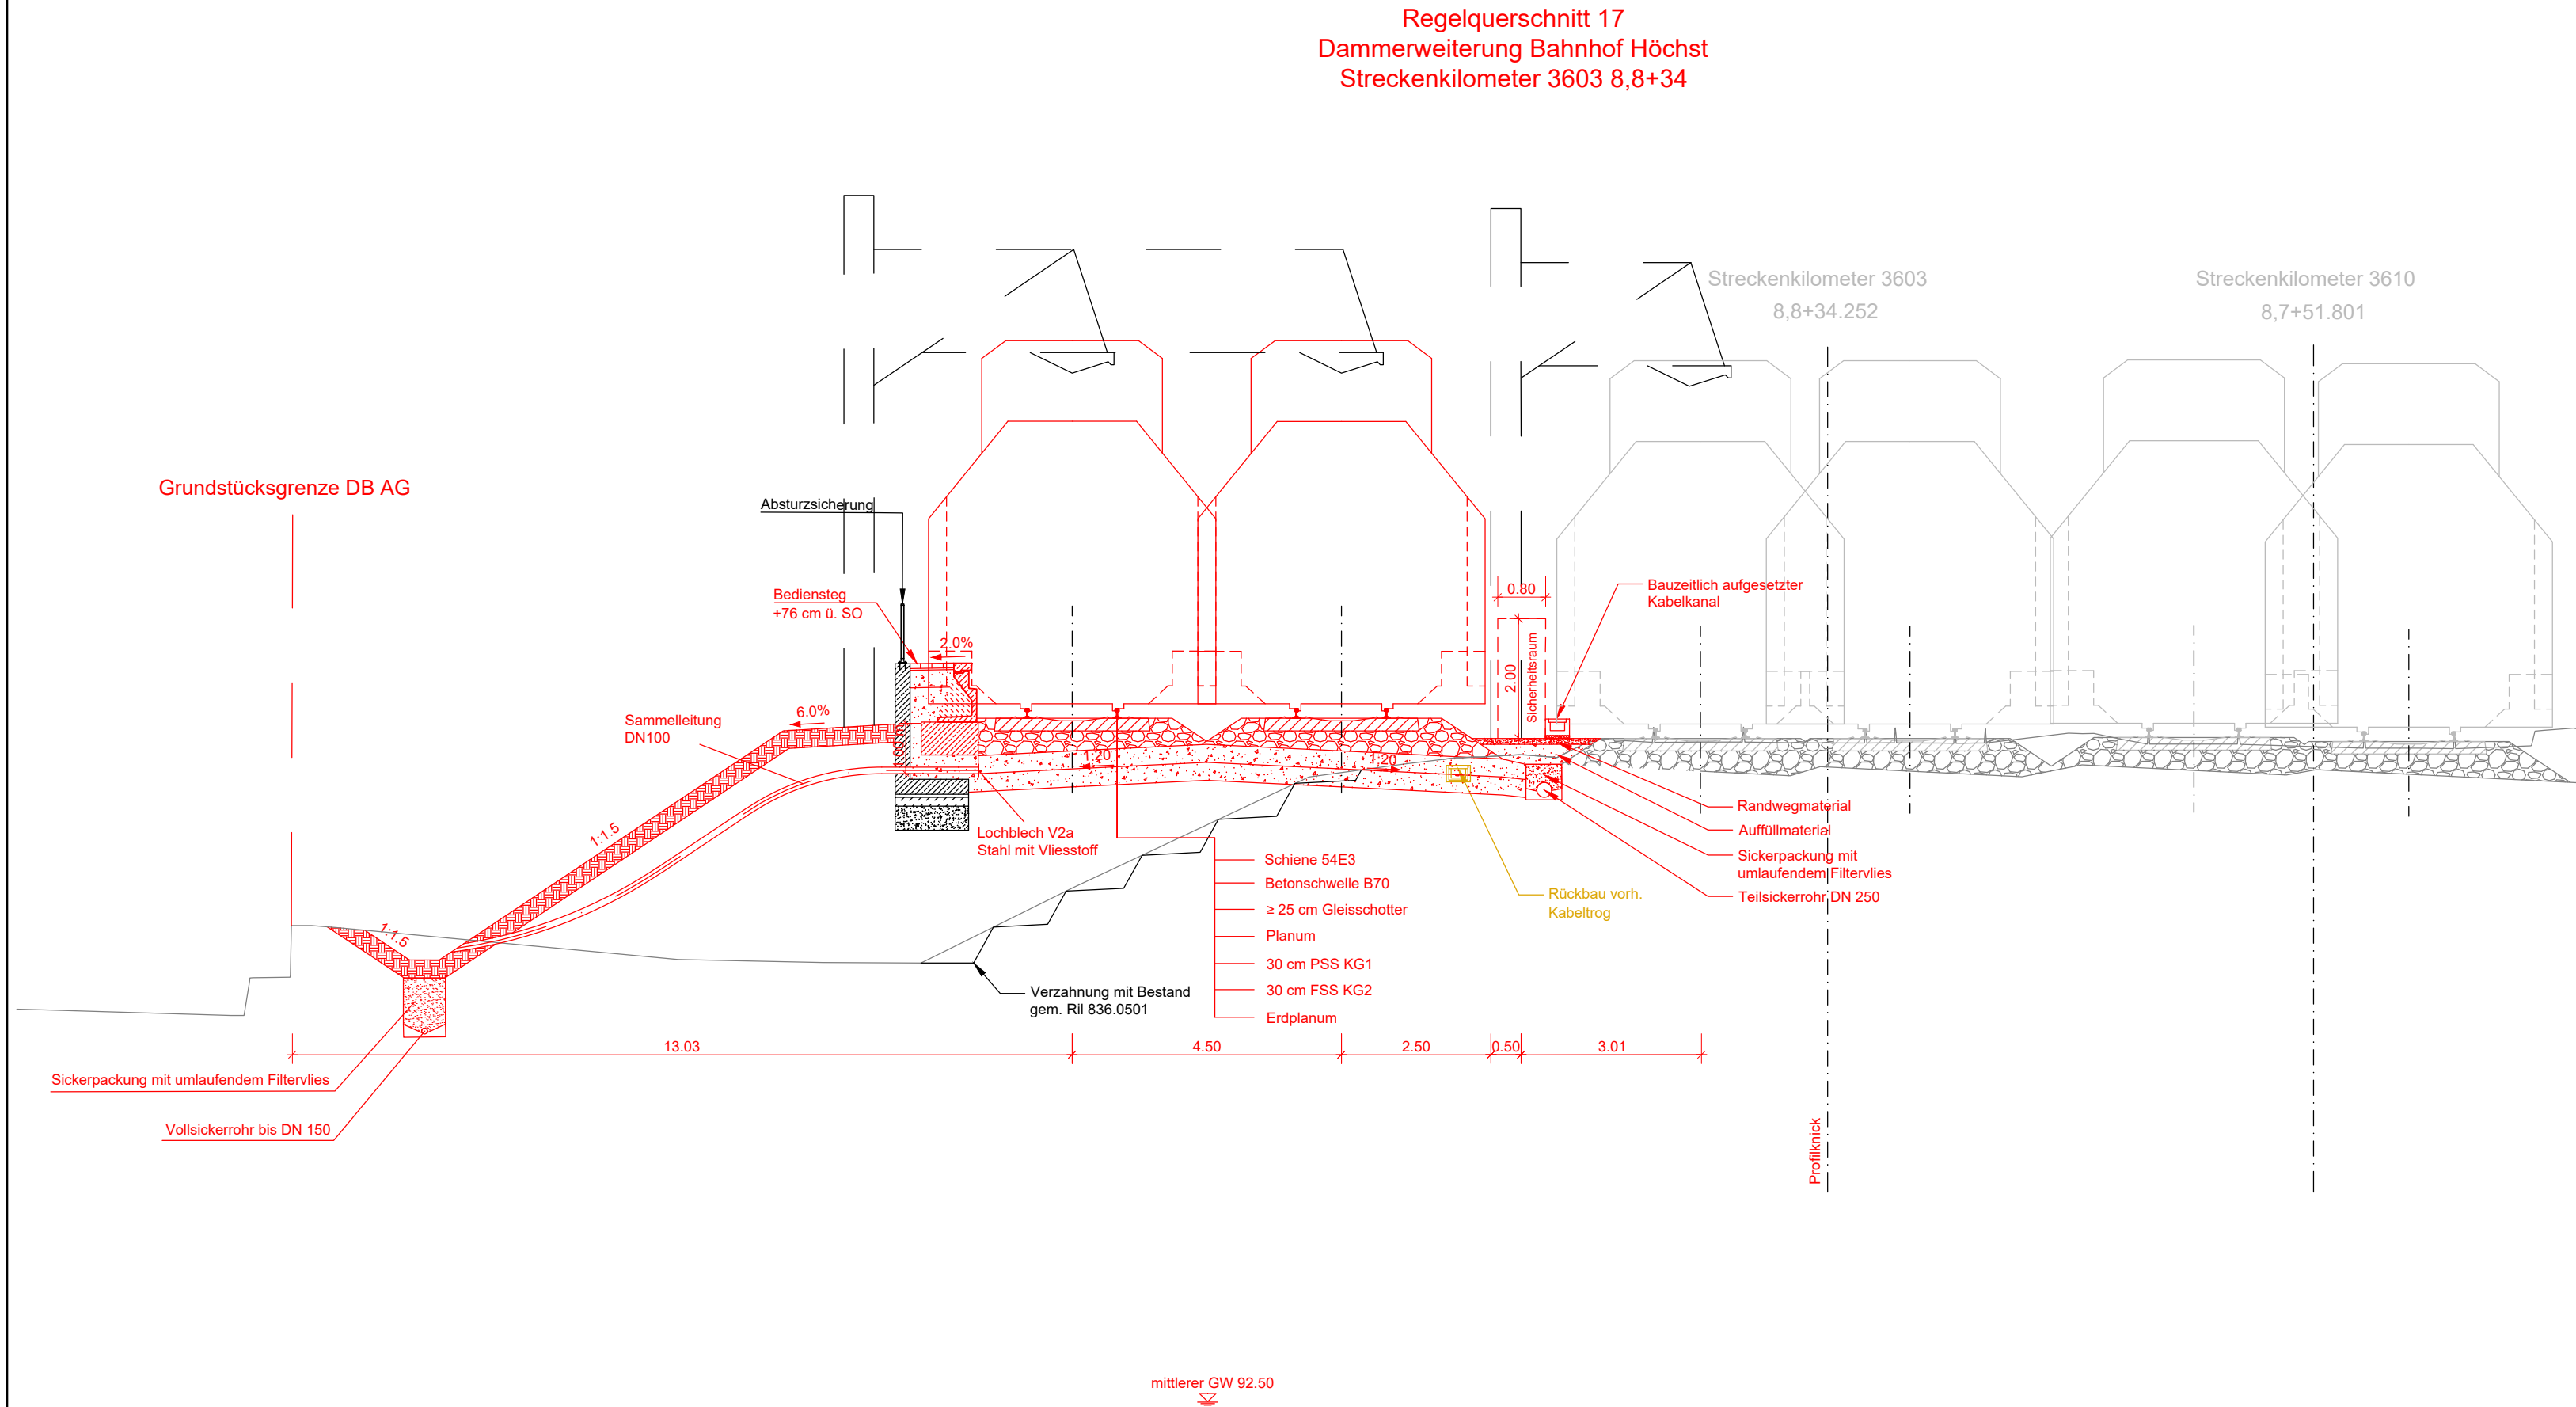 Regelquerschnitt 17
Dammerweiterung Bahnhof Höchst
Streckenkilometer 3603 8,8+34
Streckenkilometer 3603
8,8+34.252
Streckenkilometer 3610
8,7+51.801
Grundstücksgrenze DB AG
Absturzsicherung
Bediensteg
+76 cm ü. SO
2.0%
0.80
2.00
Sicherheitsraum
Bauzeitlich aufgesetzter
Kabelkanal
6.0%
Sammelleitung
DN100
1:20
1:20
1:1.5
1:1.5
Lochblech V2a
Stahl mit Vliesstoff
Schiene 54E3
Betonschwelle B70
≥ 25 cm Gleisschotter
Planum
30 cm PSS KG1
30 cm FSS KG2
Erdplanum
Rückbau vorh.
Kabeltrog
Randwegmaterial
Auffüllmaterial
Sickerpackung mit
umlaufendem Filtervlies
Teilsickerrohr DN 250
Verzahnung mit Bestand
gem. Ril 836.0501
13.03
4.50
2.50
0.50
3.01
Sickerpackung mit umlaufendem Filtervlies
Vollsickerrohr bis DN 150
Profilknick
mittlerer GW 92.50